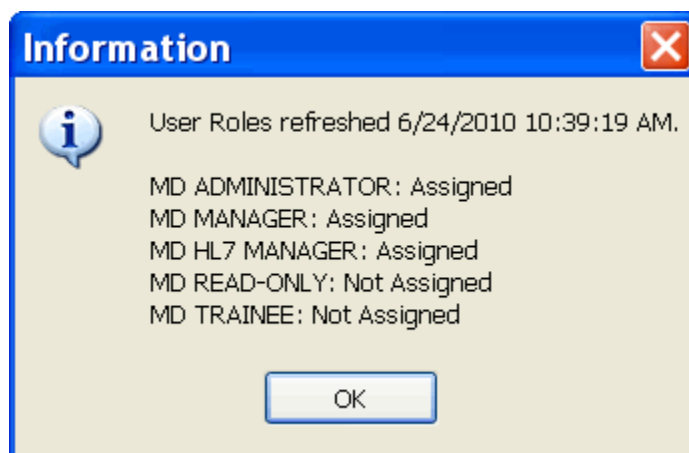 Information
User Roles refreshed 6/24/2010 10:39:19 AM.
MD ADMINISTRATOR: Assigned
MD MANAGER: Assigned
MD HL7 MANAGER: Assigned
MD READ-ONLY: Not Assigned
MD TRAINEE: Not Assigned
OK